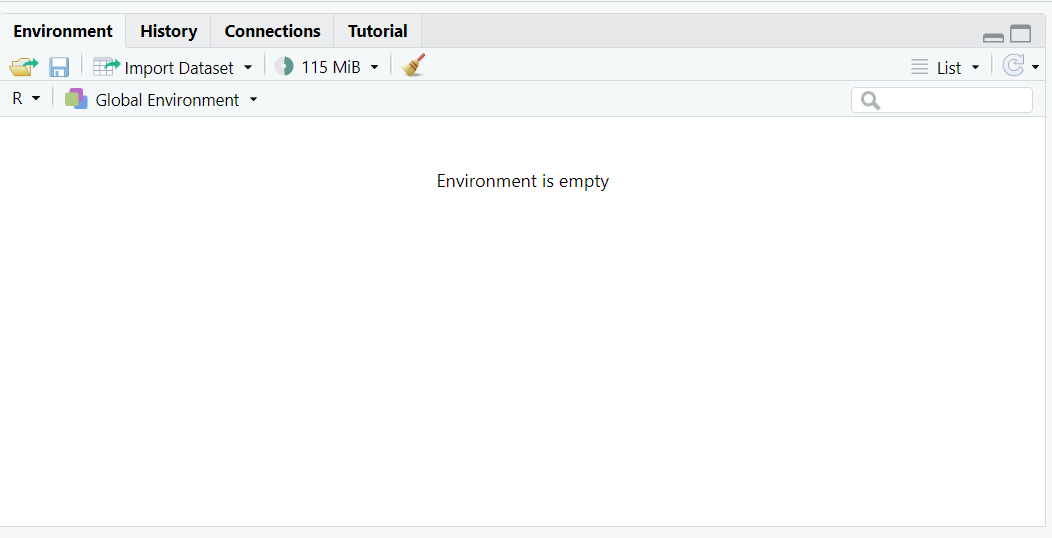 Environment History Connections Tutorial
Import Dataset 115 MiB List
R Global Environment
Environment is empty